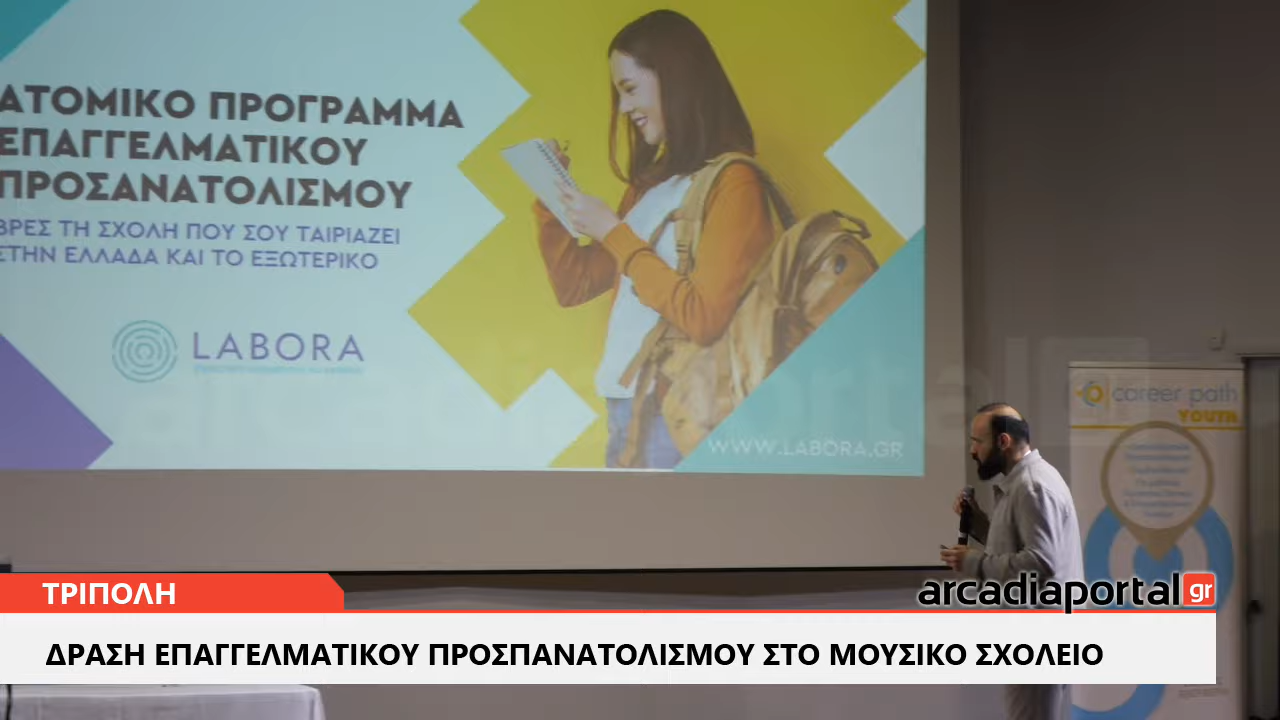 ΑΤΟΜΙΚΟ ΠΡΟΓΡΑΜΜΑ
ΕΠΑΓΓΕΛΜΑΤΙΚΟΥ
ΠΡΟΣΑΝΑΤΟΛΙΣΜΟΥ
ΒΡΕΣ ΤΗ ΣΧΟΛΗ ΠΟΥ ΣΟΥ ΤΑΙΡΙΑΖΕΙ
ΣΤΗΝ ΕΛΛΑΔΑ ΚΑΙ ΤΟ ΕΞΩΤΕΡΙΚΟ
LABORA
WWW.LABORA.GR
career path
YOUTH
arcadiaportal gr
ΤΡΙΠΟΛΗ
ΔΡΑΣΗ ΕΠΑΓΓΕΛΜΑΤΙΚΟΥ ΠΡΟΣΠΑΝΑΤΟΛΙΣΜΟΥ ΣΤΟ ΜΟΥΣΙΚΟ ΣΧΟΛΕΙΟ